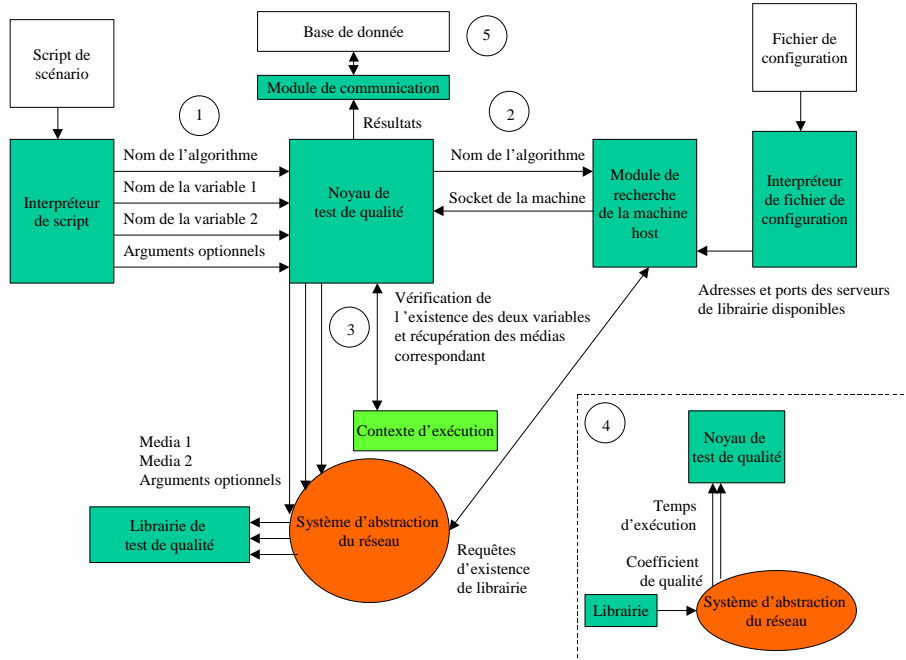 Script de
scénario
Base de donnée
5
Fichier de
configuration
Module de communication
1
Résultats
2
Nom de l'algorithme
Nom de la variable 1
Nom de la variable 2
Arguments optionnels
Interpréteur
de script
Noyau de
test de qualité
Nom de l'algorithme
Socket de la machine
Module de
recherche
de la machine
host
Interpréteur
de fichier de
configuration
Adresses et ports des serveurs
de librairie disponibles
3
Vérification de
l 'existence des deux variables
et récupération des médias
correspondant
Contexte d'exécution
Media 1
Media 2
Arguments optionnels
Librairie de
test de qualité
Système d'abstraction
du réseau
Requêtes
d'existence
de librairie
4
Noyau de
test de qualité
Temps
d'exécution
Coefficient
de qualité
Librairie
Système d'abstraction
du réseau